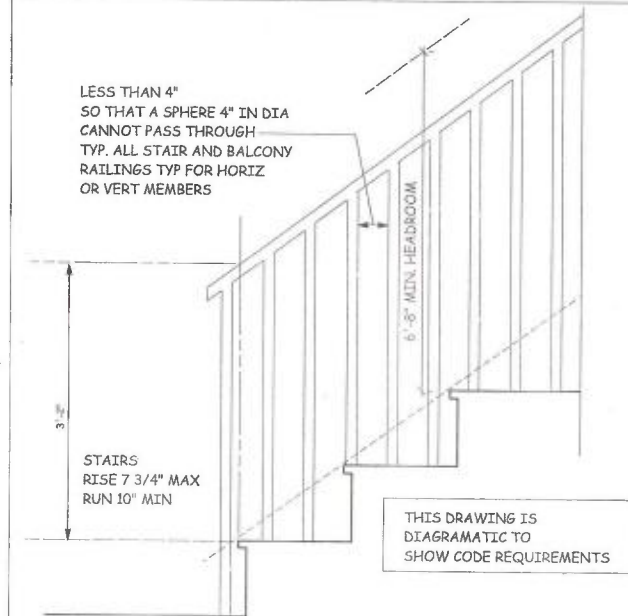 LESS THAN 4"
SO THAT A SPHERE 4" IN DIA
CANNOT PASS THROUGH
TYP. ALL STAIR AND BALCONY
RAILINGS TYP FOR HORIZ
OR VERT MEMBERS
6'-8" MIN. HEADROOM
STAIRS
RISE 7 3/4" MAX
RUN 10" MIN
THIS DRAWING IS
DIAGRAMATIC TO
SHOW CODE REQUIREMENTS